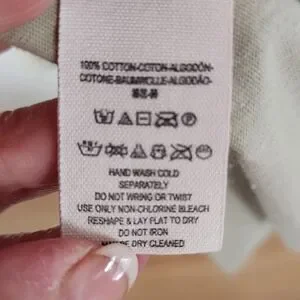 100% COTTON-COTON-ALGODÓN-
COTONE-BAUMWOLLE-ALGODÃO-
HAND WASH COLD
SEPARATELY
DO NOT WRING OR TWIST
USE ONLY NON-CHLORINE BLEACH
RESHAPE & LAY FLAT TO DRY
DO NOT IRON
MAY BE DRY CLEANED